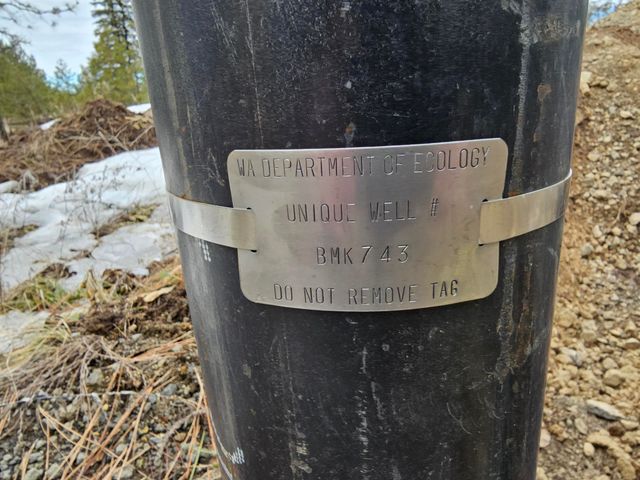 WA DEPARTMENT OF ECOLOGY
UNIQUE WELL #
BMK743
DO NOT REMOVE TAG